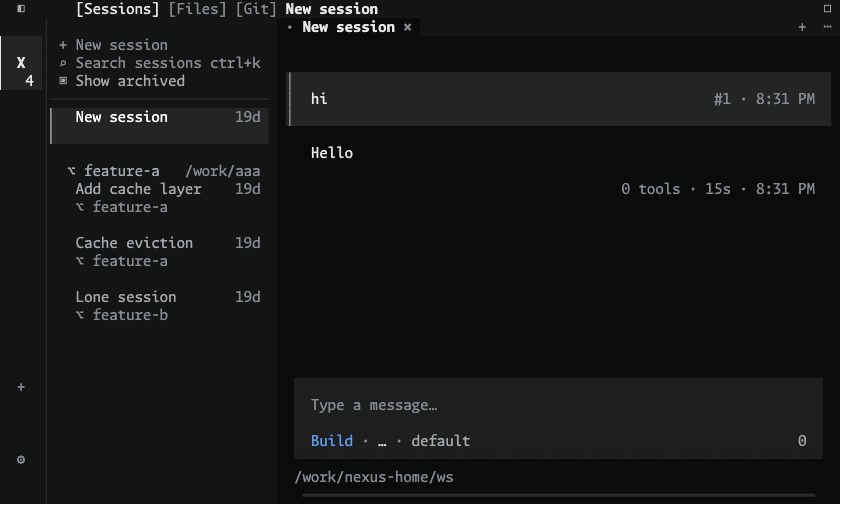 [Sessions] [Files] [Git] New session
• New session ×
+ …
+ New session
Search sessions ctrl+k
Show archived
X
4
New session 19d
⌥ feature-a /work/aaa
Add cache layer 19d
⌥ feature-a
Cache eviction 19d
⌥ feature-a
Lone session 19d
⌥ feature-b
+
hi #1 · 8:31 PM
Hello
0 tools · 15s · 8:31 PM
Type a message…
Build · … · default 0
/work/nexus-home/ws